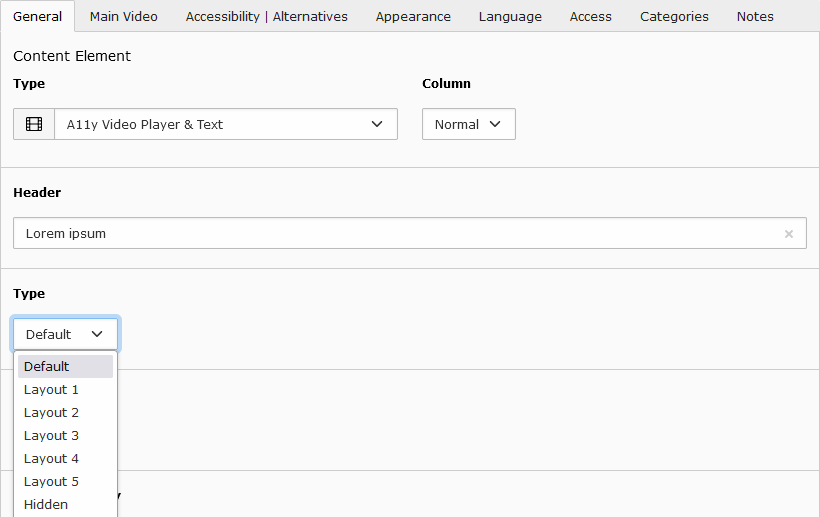 General Main Video Accessibility | Alternatives Appearance Language Access Categories Notes
Content Element
Type Column
A11y Video Player & Text Normal
Header
Lorem ipsum
Type
Default
Default
Layout 1
Layout 2
Layout 3
Layout 4
Layout 5
Hidden